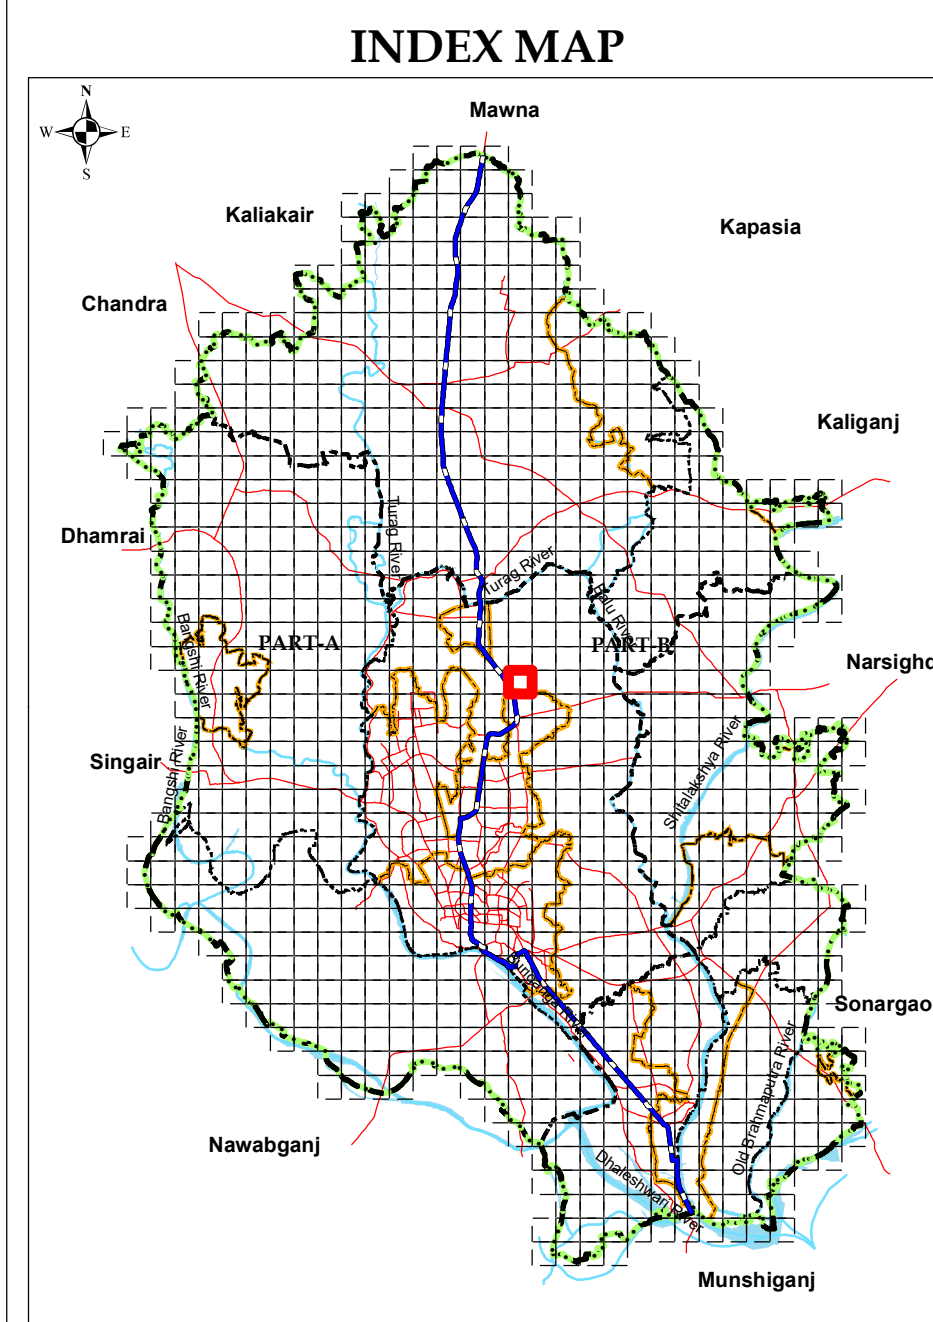 INDEX MAP
N
W E
S
Mawna
Kaliakair
Kapasia
Chandra
Kaliganj
Turag River
Dhamrai
Turag River
Balu River
Bangshi River
PART-A
PART-B
Narsighd
Shitalakshya River
Bangshi River
Singair
Buriganga River
Sonargao
Old Brahmaputra River
Nawabganj
Dhaleshwari River
Munshiganj